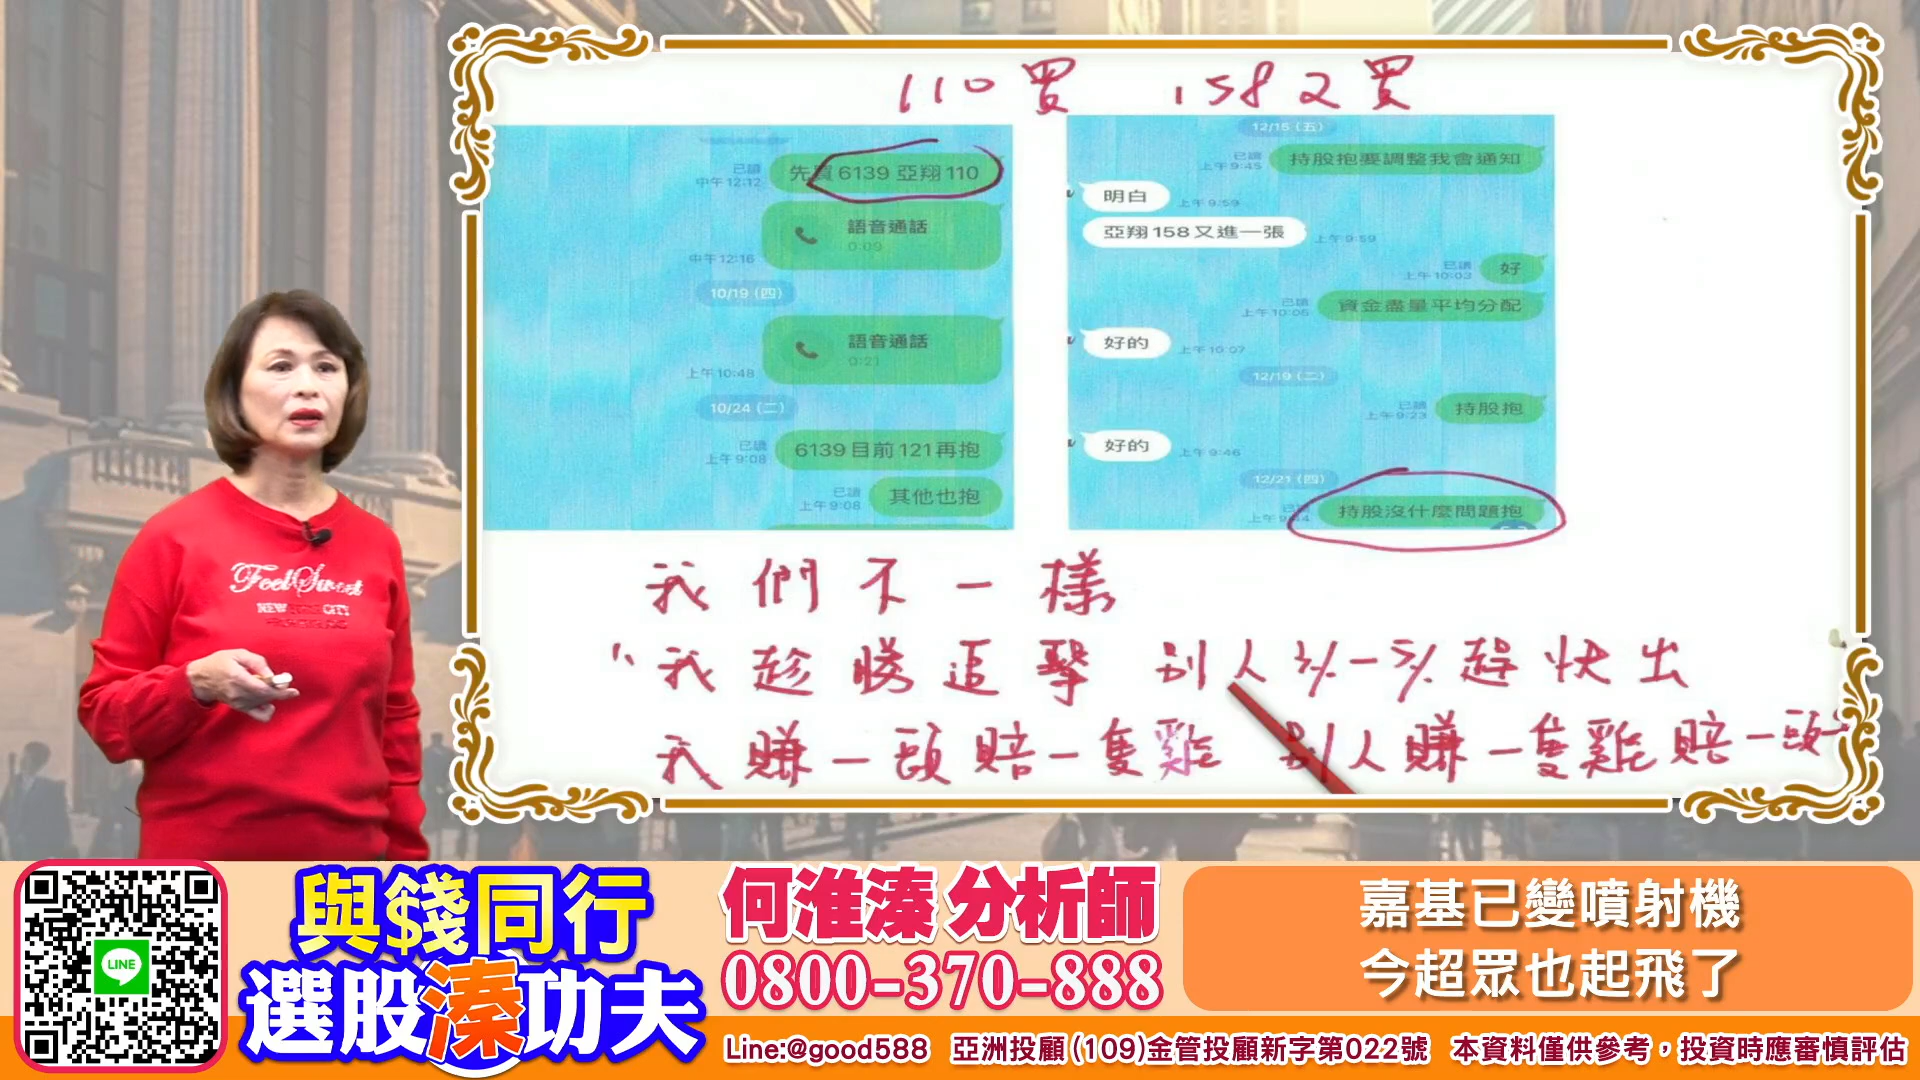 110買 158又買
先買6139 亞翔110
已讀
中午12:12
語音通話
0:09
中午12:16
10/19 (四)
語音通話
0:21
上午10:48
10/24 (二)
6139目前121再抱
已讀
上午9:08
其他也抱
已讀
上午9:08
12/15 (五)
持股抱要調整我會通知
已讀
上午9:45
明白
上午9:59
亞翔158又進一張
上午9:59
好
已讀
上午10:03
資金盡量平均分配
已讀
上午10:06
好的
上午10:07
12/19 (二)
持股抱
已讀
上午9:23
好的
上午9:46
12/21 (四)
持股沒什麼問題抱
我們不一樣
"我趁勝追擊 別人3%-5%趕快出
我賺一頭賠一隻雞 別人賺一隻雞賠一頭
Feel Sweet
NEW CITY
LINE
與$錢同行
選股溱功夫
何淮溱 分析師
0800-370-888
嘉基已變噴射機
今超眾也起飛了
Line:@good588 亞洲投顧(109)金管投顧新字第022號 本資料僅供參考，投資時應審慎評估